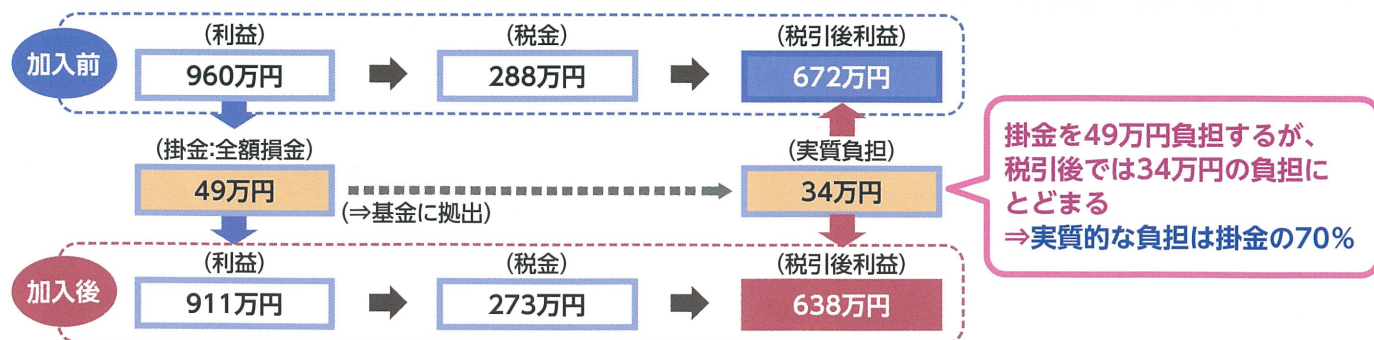 (利益)
(税金)
(税引後利益)
加入前
960万円
288万円
672万円
(掛金:全額損金)
(実質負担)
49万円
(⇒基金に拠出)
34万円
掛金を49万円負担するが、
税引後では34万円の負担に
とどまる
⇒実質的な負担は掛金の70%
(利益)
(税金)
(税引後利益)
加入後
911万円
273万円
638万円